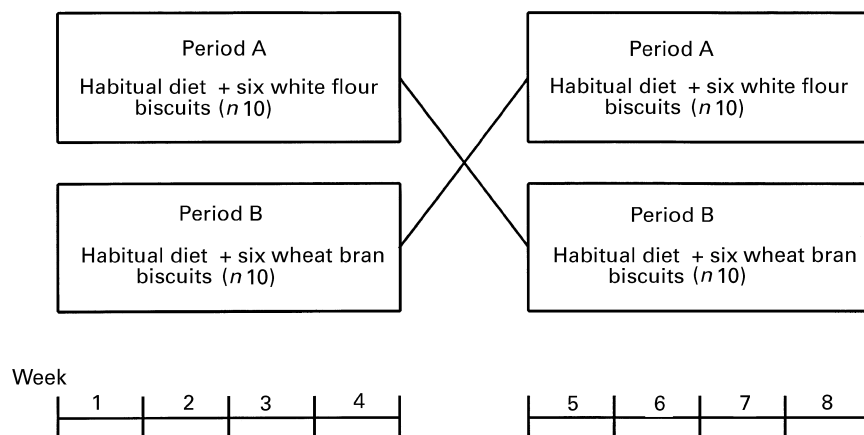 Period A
Habitual diet + six white flour
biscuits (n 10)
Period A
Habitual diet + six white flour
biscuits (n 10)
Period B
Habitual diet + six wheat bran
biscuits (n 10)
Period B
Habitual diet + six wheat bran
biscuits (n 10)
Week
1 2 3 4 5 6 7 8